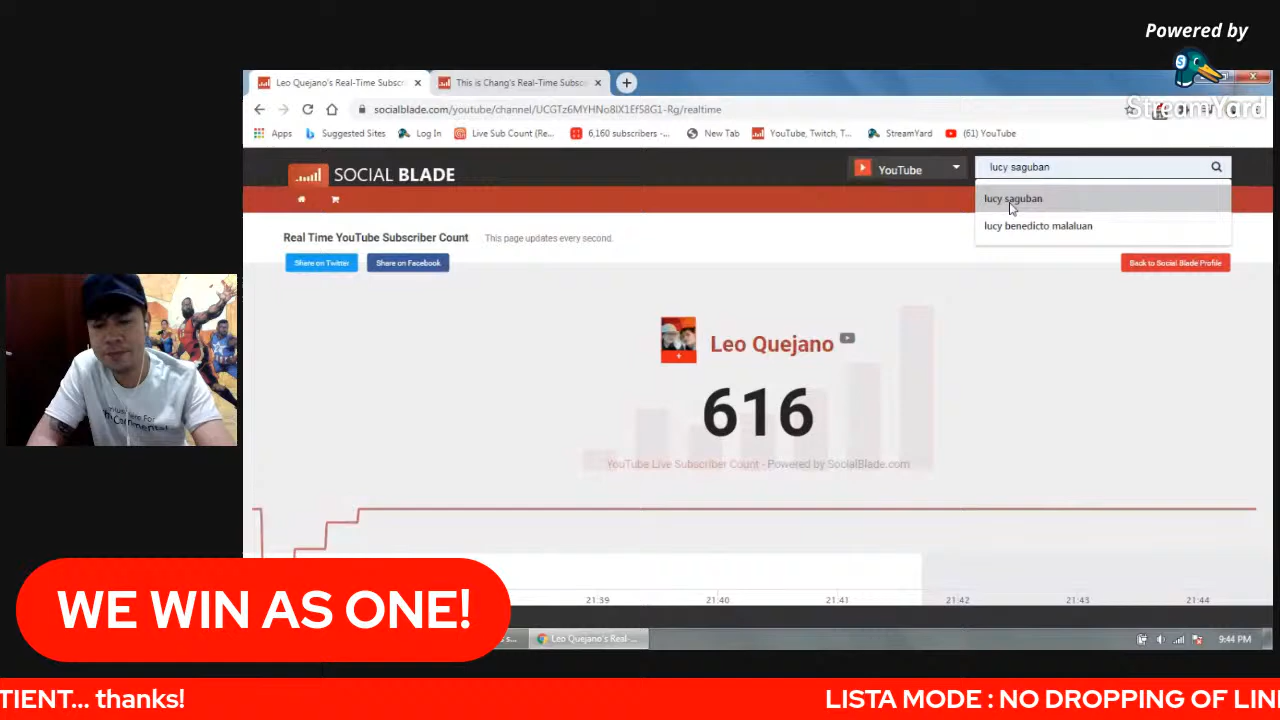 Powered by
StreamYard
Leo Quejano's Real-Time Subscri
This is Chang's Real-Time Subsc
socialblade.com/youtube/channel/UCGTz6MYHNo8lX1Ef58G1-Rg/realtime
Apps
Suggested Sites
Log In
Live Sub Count (Re...
6,160 subscribers -...
New Tab
YouTube, Twitch, T...
StreamYard
(61) YouTube
SOCIAL BLADE
YouTube
lucy saguban
lucy saguban
lucy benedicto malaluan
Real Time YouTube Subscriber Count
This page updates every second.
Share on Twitter
Share on Facebook
Back to Social Blade Profile
Leo Quejano
616
YouTube Live Subscriber Count - Powered by SocialBlade.com
21:39
21:40
21:41
21:42
21:43
21:44
WE WIN AS ONE!
Leo Quejano's Real-...
9:44 PM
TIENT... thanks!
LISTA MODE : NO DROPPING OF LIN